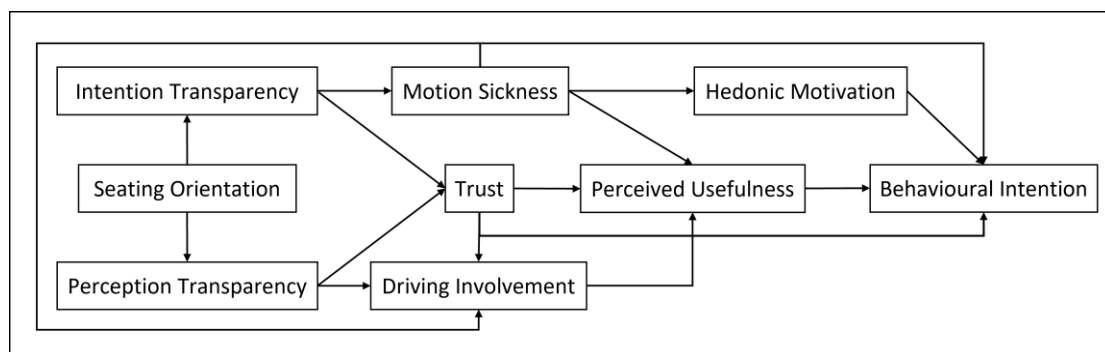 Intention Transparency
Motion Sickness
Hedonic Motivation
Seating Orientation
Trust
Perceived Usefulness
Behavioural Intention
Perception Transparency
Driving Involvement